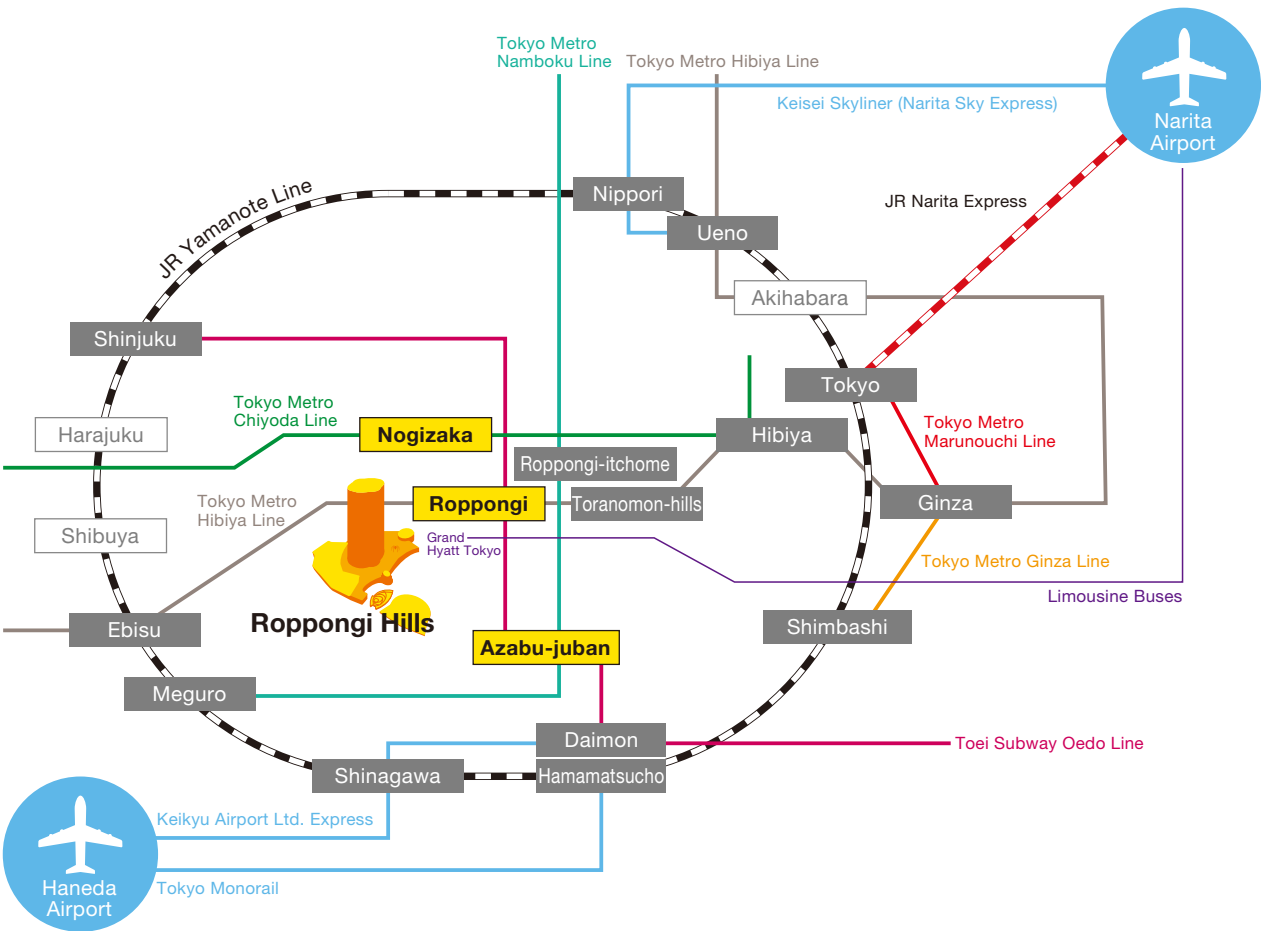 Tokyo Metro
Namboku Line
Tokyo Metro Hibiya Line
Keisei Skyliner (Narita Sky Express)
Narita
Airport
JR Yamanote Line
Nippori
JR Narita Express
Ueno
Akihabara
Shinjuku
Tokyo
Tokyo Metro
Chiyoda Line
Harajuku
Nogizaka
Hibiya
Tokyo Metro
Marunouchi Line
Roppongi-itchome
Tokyo Metro
Hibiya Line
Roppongi
Toranomon-hills
Ginza
Shibuya
Grand
Hyatt Tokyo
Tokyo Metro Ginza Line
Limousine Buses
Ebisu
Roppongi Hills
Shimbashi
Azabu-juban
Meguro
Daimon
Toei Subway Oedo Line
Shinagawa
Hamamatsucho
Keikyu Airport Ltd. Express
Haneda
Airport
Tokyo Monorail